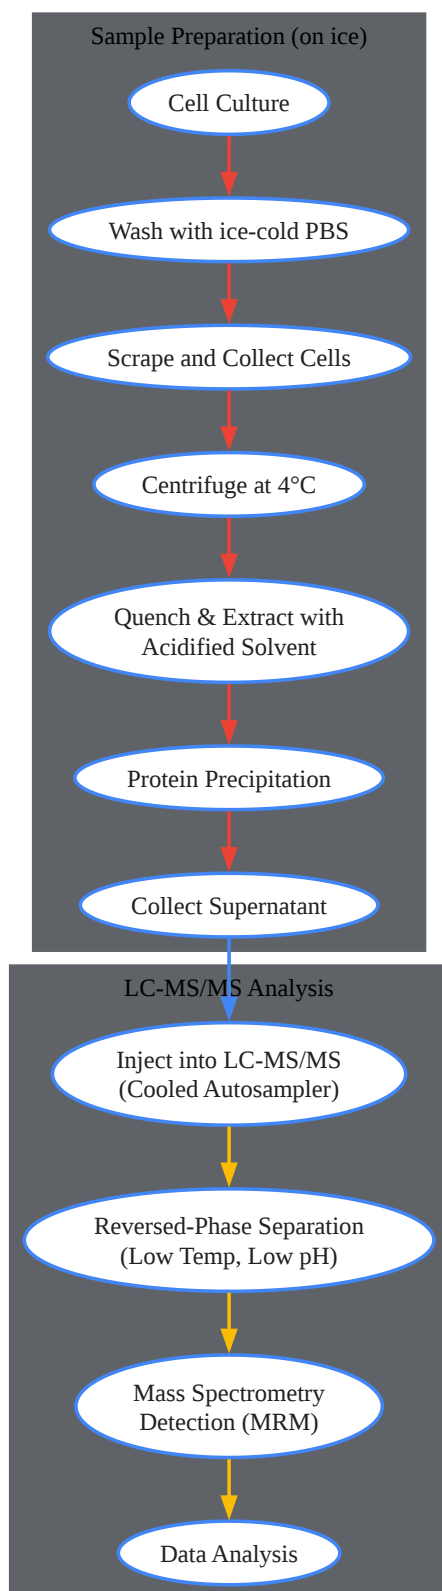 Sample Preparation (on ice)
Cell Culture
Wash with ice-cold PBS
Scrape and Collect Cells
Centrifuge at 4°C
Quench & Extract with
Acidified Solvent
Protein Precipitation
Collect Supernatant
LC-MS/MS Analysis
Inject into LC-MS/MS
(Cooled Autosampler)
Reversed-Phase Separation
(Low Temp, Low pH)
Mass Spectrometry
Detection (MRM)
Data Analysis